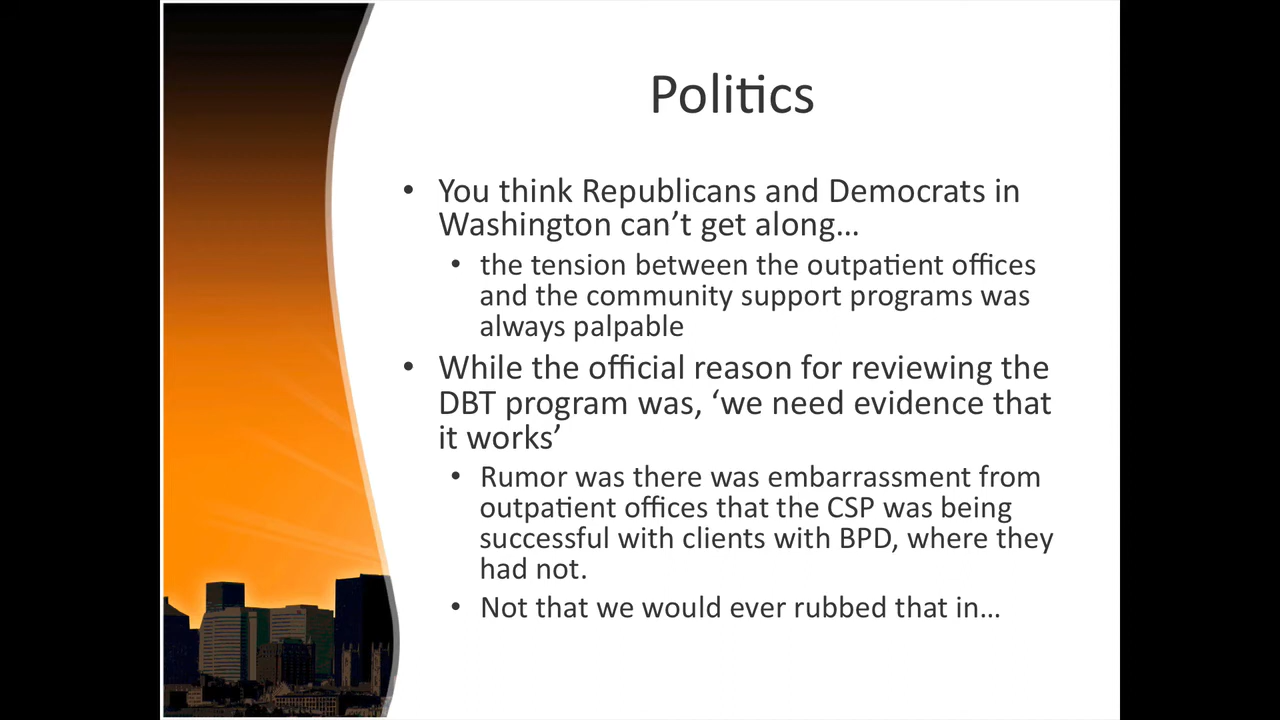 Politics
• You think Republicans and Democrats in
Washington can’t get along…
• the tension between the outpatient offices
and the community support programs was
always palpable
• While the official reason for reviewing the
DBT program was, ‘we need evidence that
it works’
• Rumor was there was embarrassment from
outpatient offices that the CSP was being
successful with clients with BPD, where they
had not.
• Not that we would ever rubbed that in…